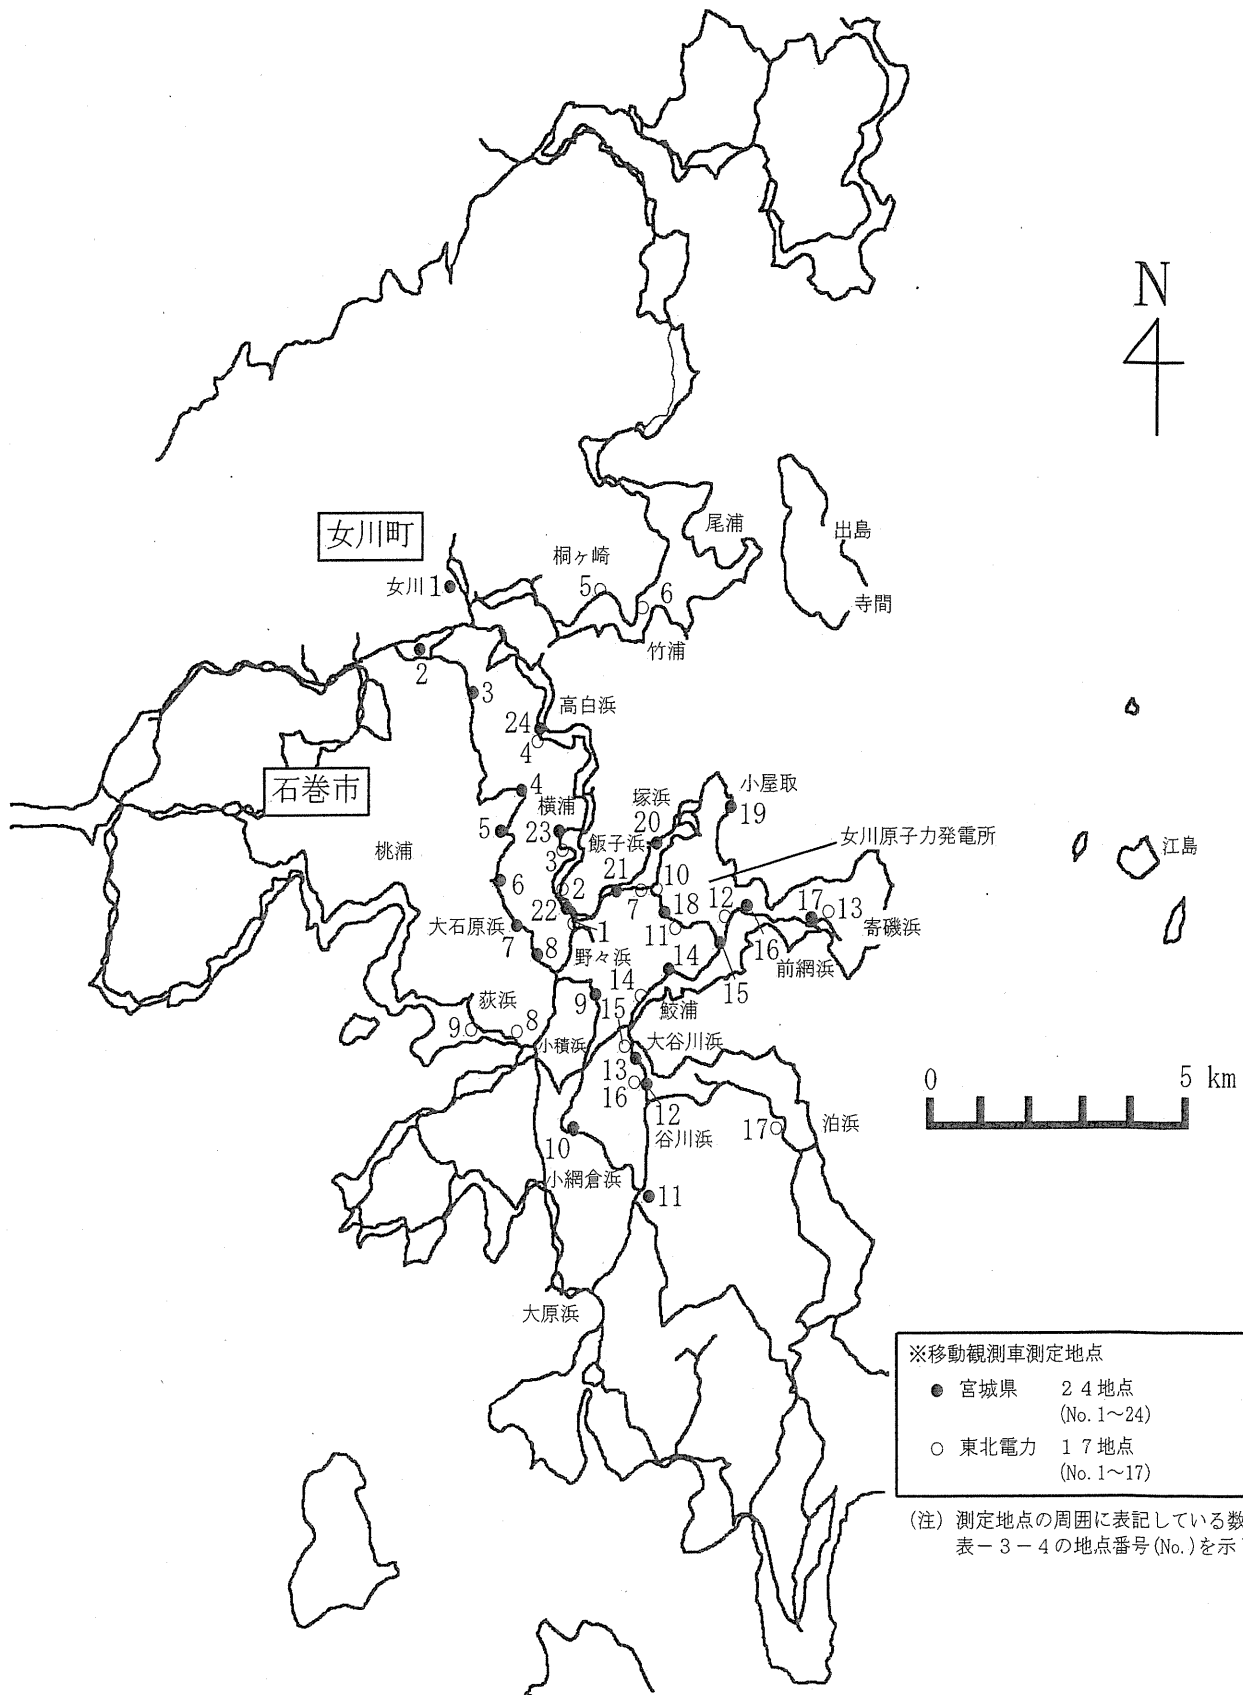 N
尾浦
出島
女川町
桐ヶ崎
女川 1
5
6
寺間
竹浦
2
3
高白浜
24
4
石巻市
4
横浦
塚浜
小屋取
19
5
23
飯子浜
20
女川原子力発電所
3
江島
桃浦
21
10
6
2
7
18
12
17
13
22
11
16
寄磯浜
大石原浜
7
8
1
野々浜
14
15
前網浜
9
14
鮫浦
荻浜
15
9
8
小積浜
大谷川浜
13
16
12
0 5 km
10
谷川浜
17
泊浜
小網倉浜
11
大原浜
※移動観測車測定地点
● 宮城県 24地点
(No.1～24)
○ 東北電力 17地点
(No.1～17)
(注) 測定地点の周囲に表記している数
表－3－4の地点番号(No.)を示